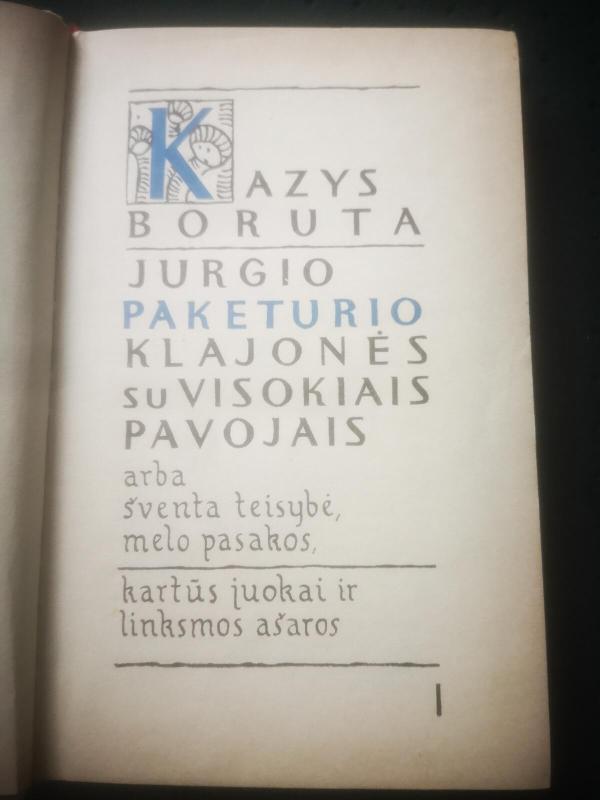 KAZYS
BORUTA
JURGIO
PAKETURIO
KLAJONĖS
su VISOKIAIS
PAVOJAIS
arba
šventa teisybė,
melo pasakos,
kartūs juokai ir
linksmos ašaros
I